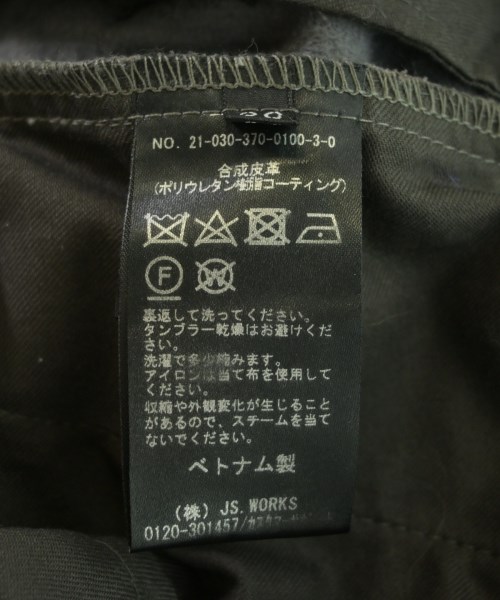 NO. 21-030-370-0100-3-0
合成皮革
(ポリウレタン樹脂コーティング)
F
W
裏返して洗ってください。
タンブラー乾燥はお避けくだ
さい。
洗濯で多少縮みます。
アイロンは当て布を使用して
ください。
収縮や外観変化が生じること
があるので、スチームを当て
ないでください。
ベトナム製
(株) JS.WORKS
0120-301457/